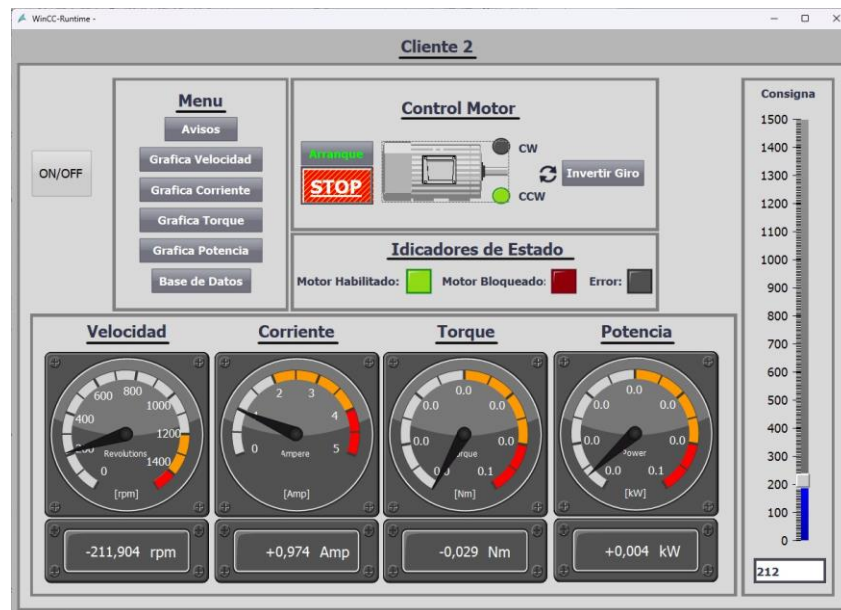 WinCC-Runtime -
Cliente 2
ON/OFF
Menu
Avisos
Grafica Velocidad
Grafica Corriente
Grafica Torque
Grafica Potencia
Base de Datos
Control Motor
Arranque
STOP
CW
CCW
Invertir Giro
Idicadores de Estado
Motor Habilitado:
Motor Bloqueado:
Error:
Velocidad
0
200
400
600
800
1000
1200
1400
Revolutions
[rpm]
-211,904 rpm
Corriente
0
1
2
3
4
5
Ampere
[Amp]
+0,974 Amp
Torque
0.0
0.0
0.0
0.0
0.0
0.0
0.1
Torque
[Nm]
-0,029 Nm
Potencia
0.0
0.0
0.0
0.0
0.0
0.0
0.1
Power
[kW]
+0,004 kW
Consigna
1500
1400
1300
1200
1100
1000
900
800
700
600
500
400
300
200
100
0
212